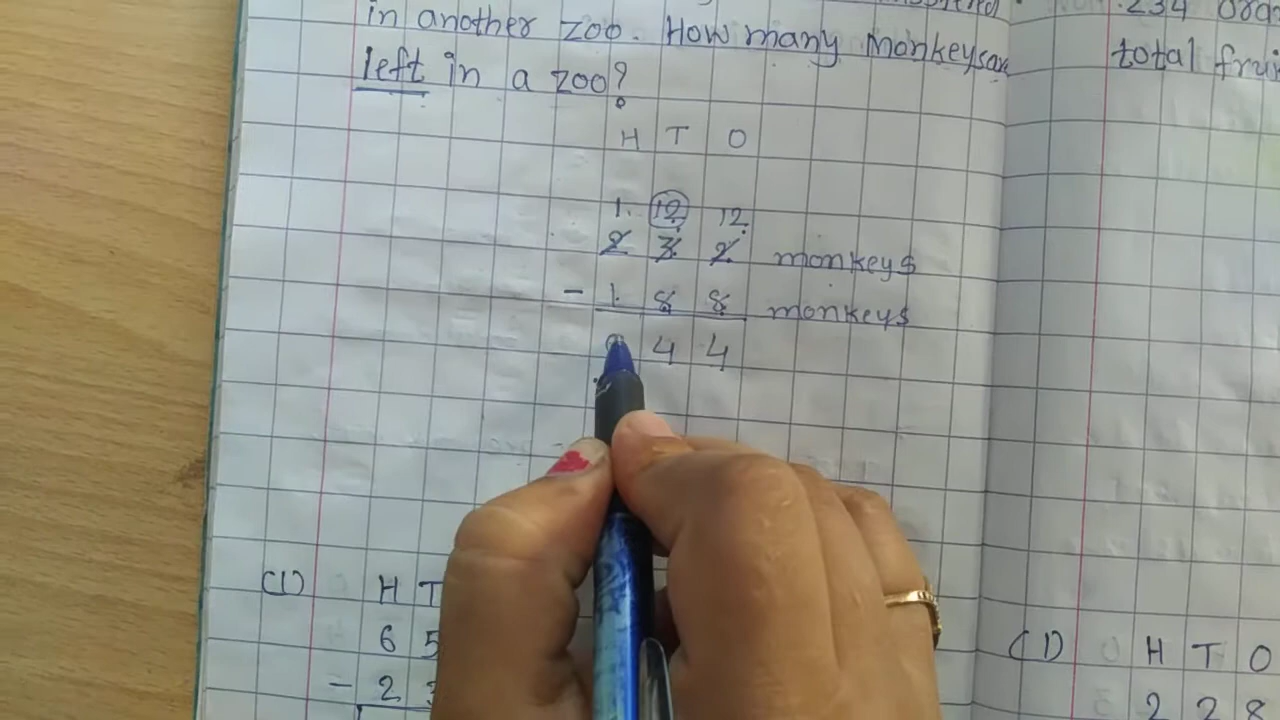 in another zoo. How many monkeys are
left in a zoo?
H T O
1 12 12
2 3 2 monkeys
- 1 8 8 monkeys
0 4 4
(1) H T
6 5
- 2
234
total
(1) H T O
2 2 8